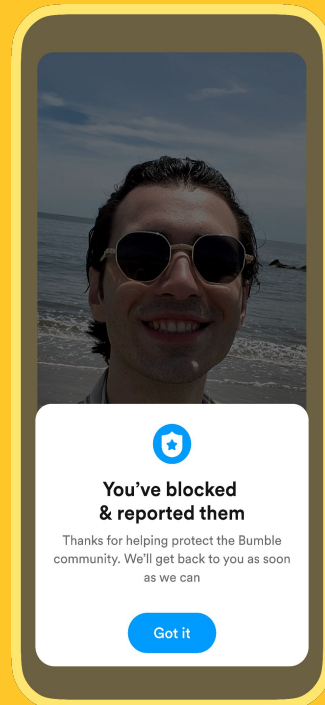 You’ve blocked
& reported them
Thanks for helping protect the Bumble
community. We’ll get back to you as soon
as we can
Got it